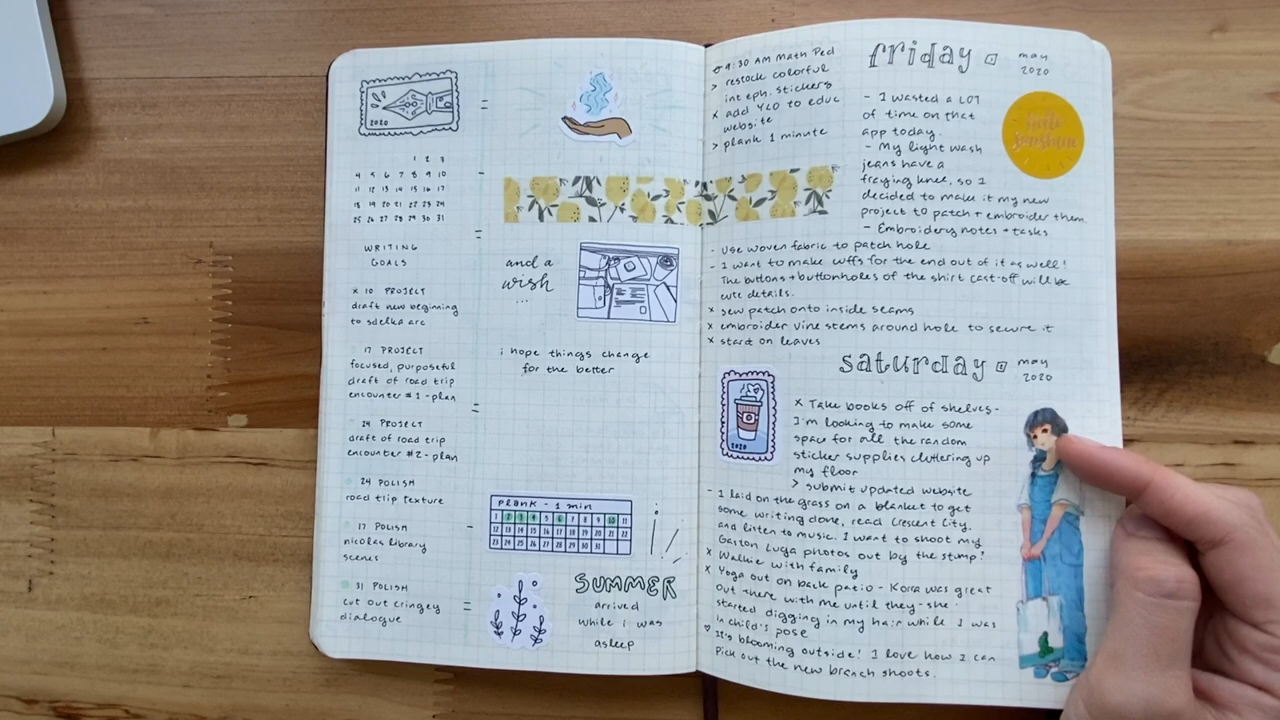 2020
1 2 3
4 5 6 7 8 9 10
11 12 13 14 15 16 17
18 19 20 21 22 23 24
25 26 27 28 29 30 31
WRITING
GOALS
x 10 PROJECT
draft new beginning
to sdelka arc
17 PROJECT
focused, purposeful
draft of road trip
encounter #1 - plan
24 PROJECT
draft of road trip
encounter #2 - plan
24 POLISH
road trip texture
17 POLISH
nicolas library
scenes
31 POLISH
cut out cringey
dialogue
and a
wish
...
i hope things change
for the better
plank - 1 min
1 2 3 4 5 6 7 8 9 10 11
12 13 14 15 16 17 18 19 20 21 22
23 24 25 26 27 28 29 30 31
SUMMER
arrived
while i was
asleep
9:30 AM Math Ped
> restock colorful
int eph. stickers
x add YLO to educ
website
> plank 1 minute
friday
may
2020
- I wasted a LOT
of time on that
app today.
- My light wash
jeans have a
fraying knee, so I
decided to make it my new
project to patch + embroider them.
- Embroidery notes + tasks
hello
sunshine
- Use woven fabric to patch hole
- I want to make cuffs for the end out of it as well!
The buttons + buttonholes of the shirt cast-off will be
cute details.
x sew patch onto inside seams
x embroider vine stems around hole to secure it
x start on leaves
saturday
may
2020
2020
x Take books off of shelves -
I'm looking to make some
space for all the random
sticker supplies cluttering up
my floor
> submit updated website
- I laid on the grass on a blanket to get
some writing done, read Crescent City,
and listen to music. I want to shoot my
Gaston Luga photos out by the stump!
x Walkie with family
x Yoga out on back patio - Korra was great
out there with me until they - she
started digging in my hair while I was
in child's pose
♡ It's blooming outside! I love how I can
pick out the new branch shoots.